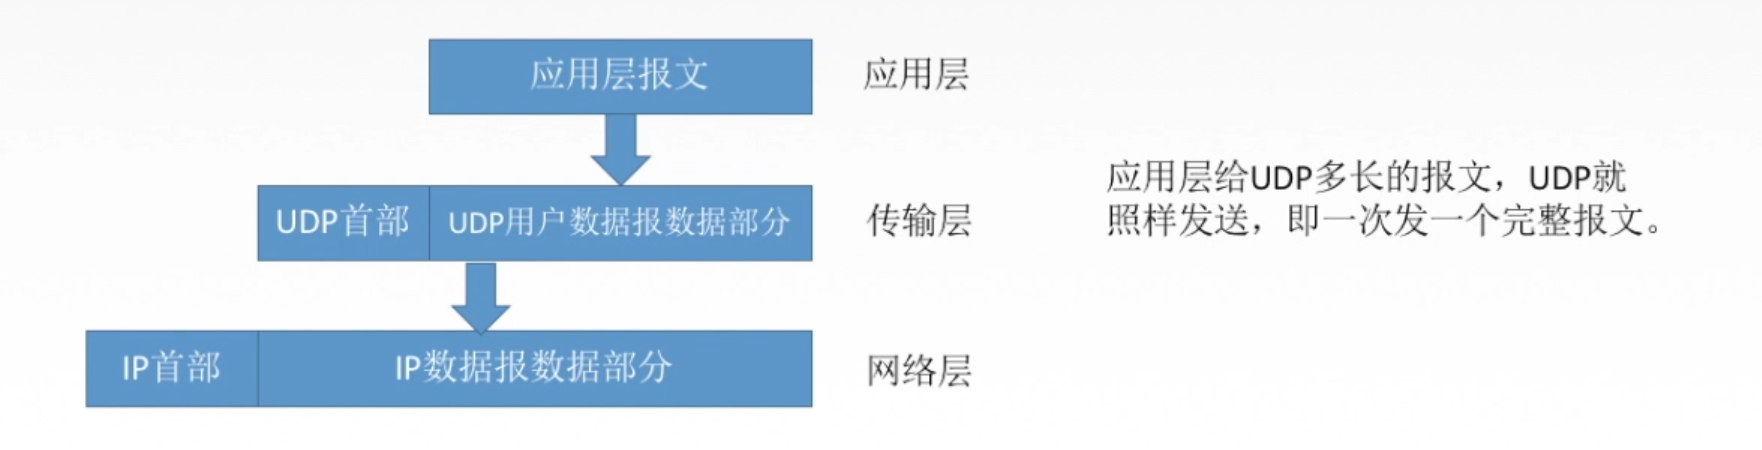 应用层报文 应用层
应用层给UDP多长的报文，UDP就
照样发送，即一次发一个完整报文。
UDP首部 UDP用户数据报数据部分 传输层
IP首部 IP数据报数据部分 网络层